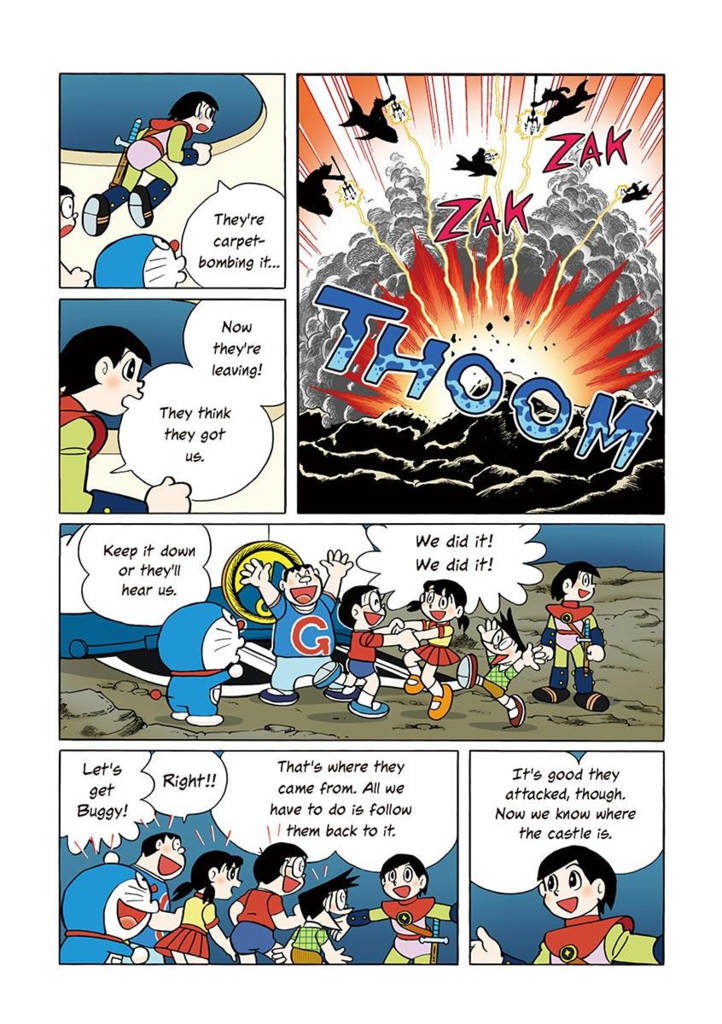 ZAK
ZAK
THOOM
They're
carpet-
bombing it...
Now
they're
leaving!
They think
they got
us.
We did it!
We did it!
Keep it down
or they'll
hear us.
G
It's good they
attacked, though.
Now we know where
the castle is.
That's where they
came from. All we
have to do is follow
them back to it.
Right!!
Let's
get
Buggy!